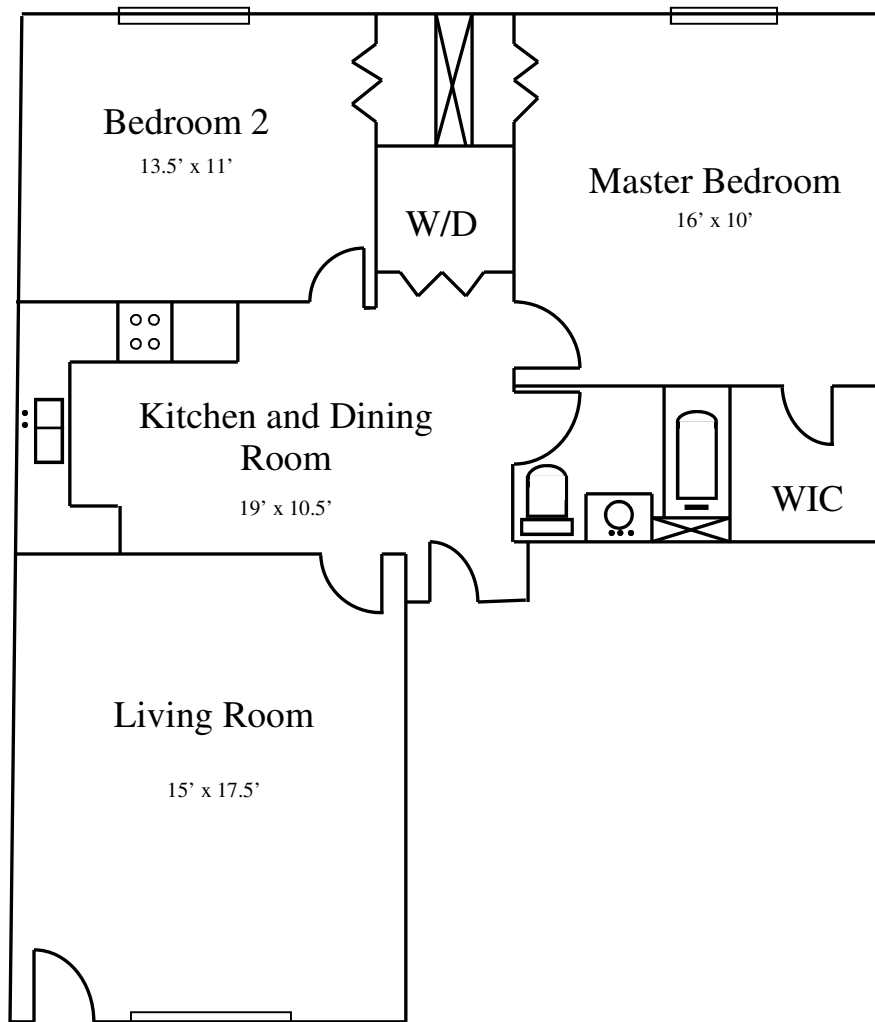 Bedroom 2
13.5’ x 11’
W/D
Master Bedroom
16’ x 10’
Kitchen and Dining
Room
19’ x 10.5’
WIC
Living Room
15’ x 17.5’